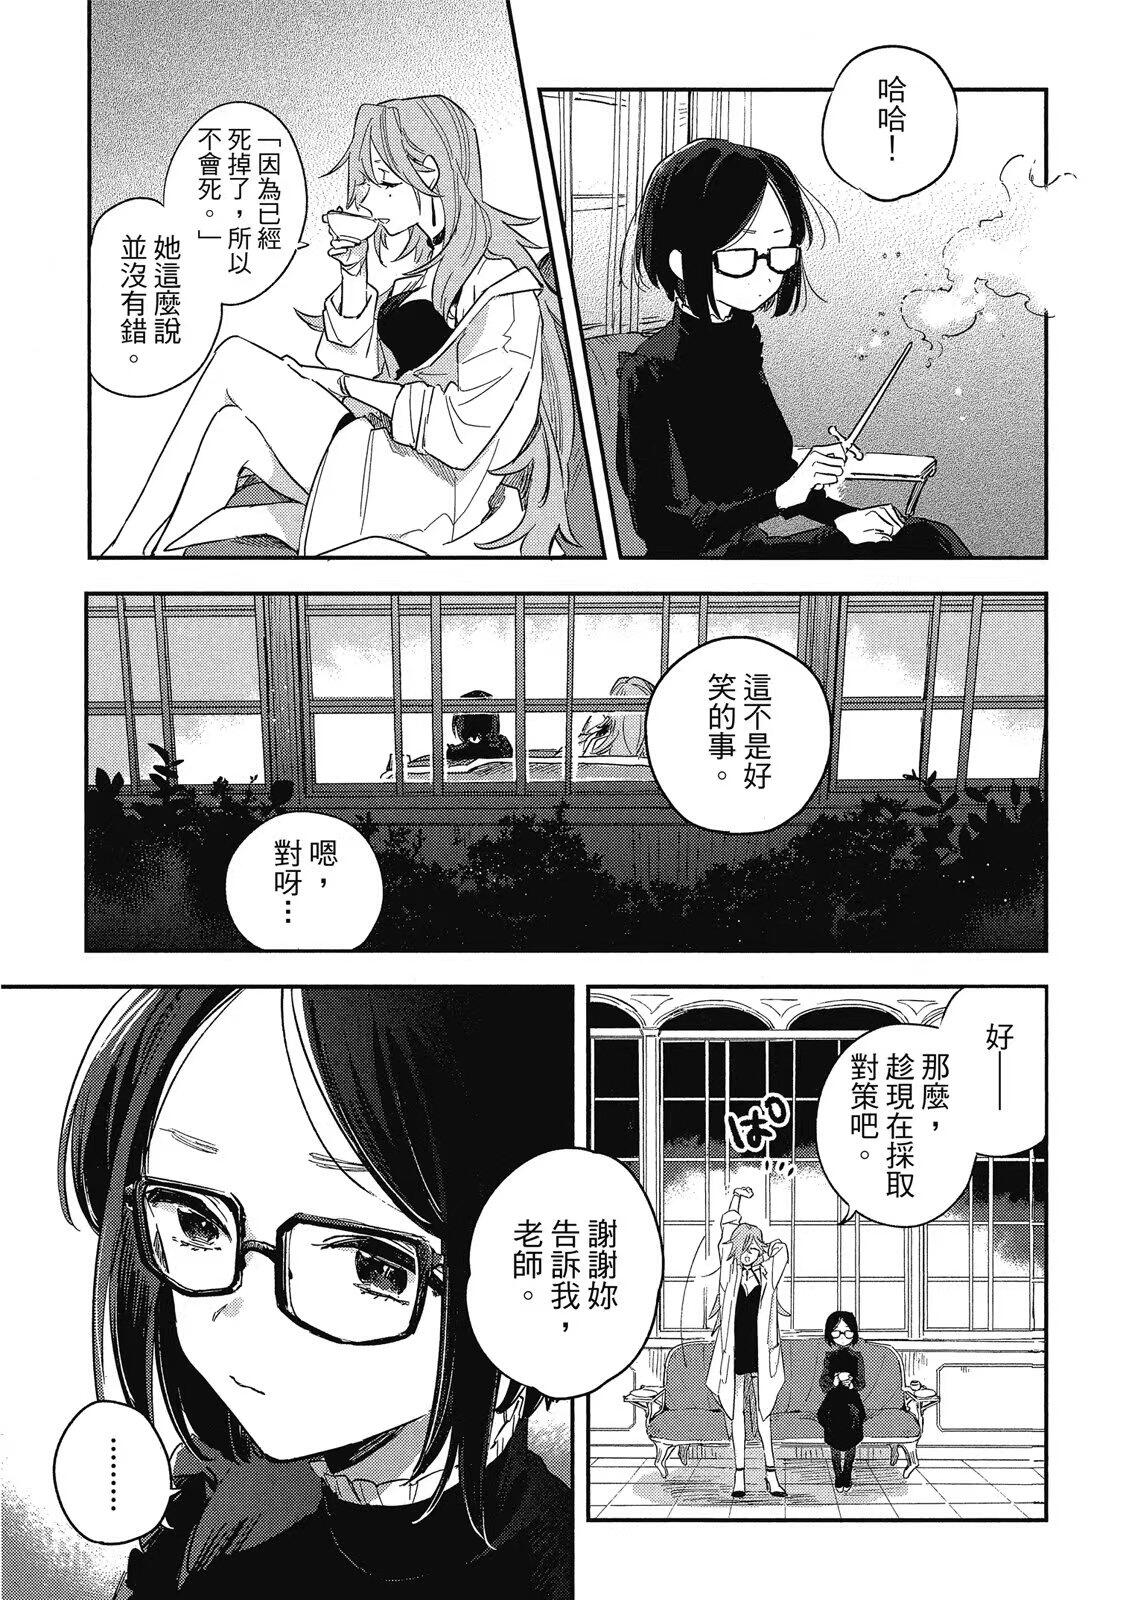 哈哈！
「因為已經
死掉了，所以
不會死。」
她這麼說
並沒有錯。
這不是好
笑的事。
嗯，
對呀…
好——
那麼，
趁現在採取
對策吧。
ぱ
謝謝妳
告訴我，
老師。
………